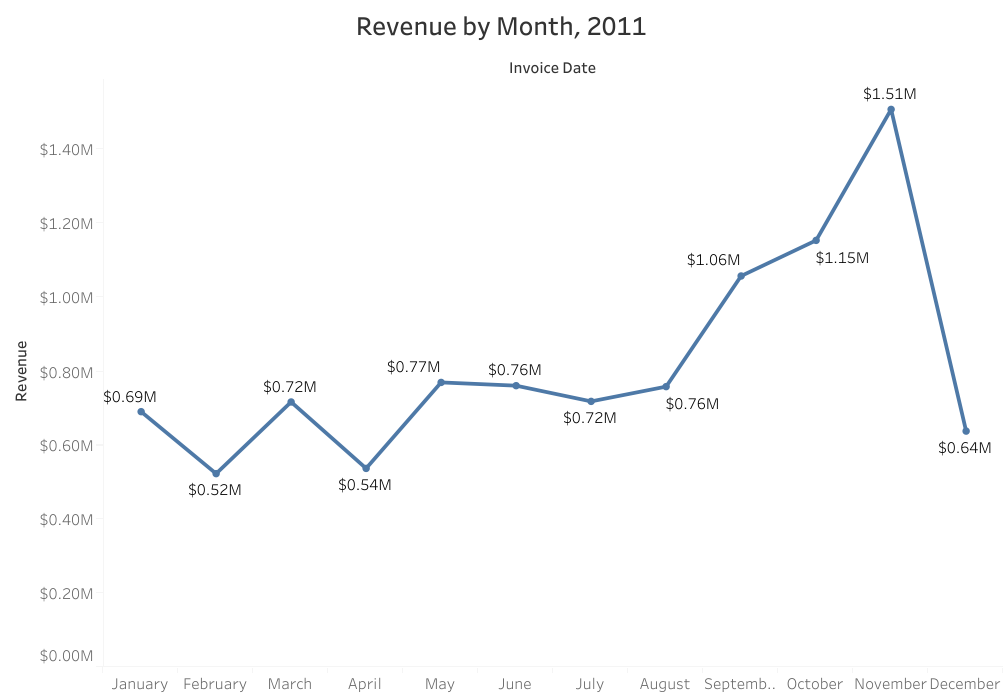 Revenue by Month, 2011
Invoice Date
$1.51M
$1.40M
$1.20M
$1.06M
$1.15M
$1.00M
Revenue
$0.80M
$0.77M
$0.76M
$0.69M
$0.72M
$0.72M
$0.76M
$0.60M
$0.64M
$0.52M
$0.54M
$0.40M
$0.20M
$0.00M
January February March April May June July August Septemb.. October November December